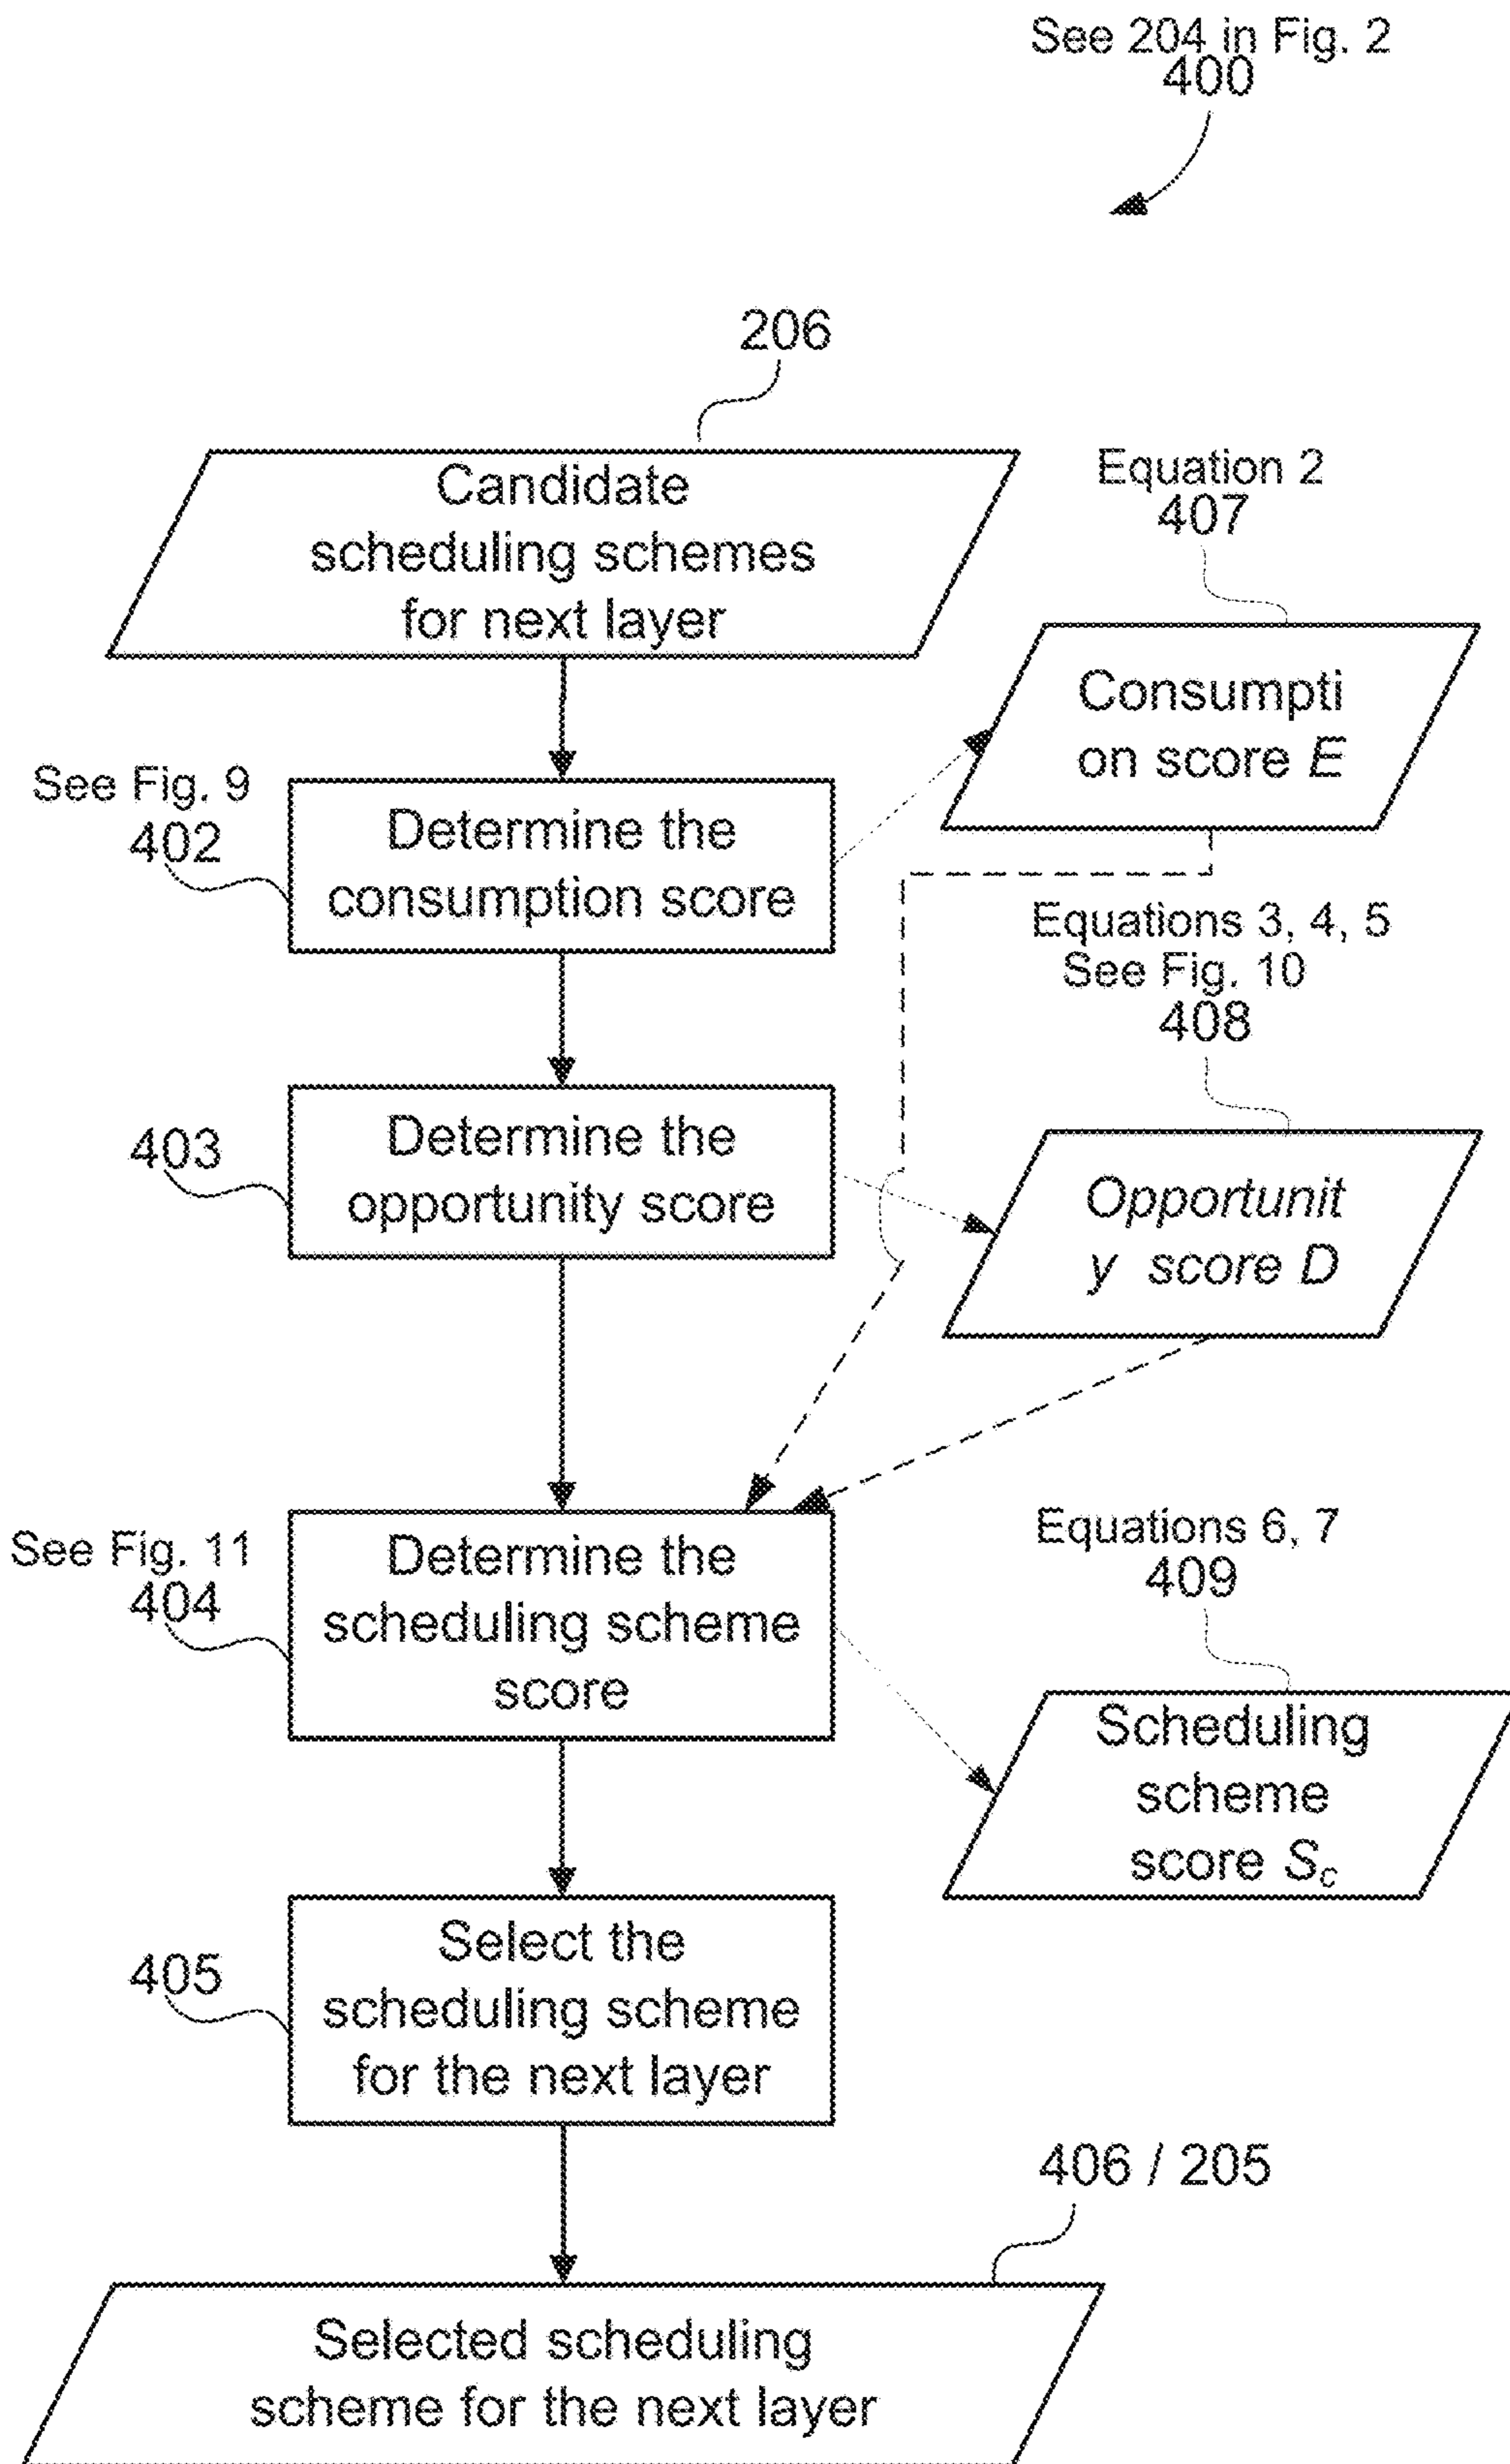 See 204 in Fig. 2
400
206
Candidate
scheduling schemes
for next layer
Equation 2
407
Consumpti
on score E
See Fig. 9
402
Determine the
consumption score
Equations 3, 4, 5
See Fig. 10
408
403
Determine the
opportunity score
Opportunit
y score D
See Fig. 11
404
Determine the
scheduling scheme
score
Equations 6, 7
409
Scheduling
scheme
score Sc
405
Select the
scheduling scheme
for the next layer
406 / 205
Selected scheduling
scheme for the next layer